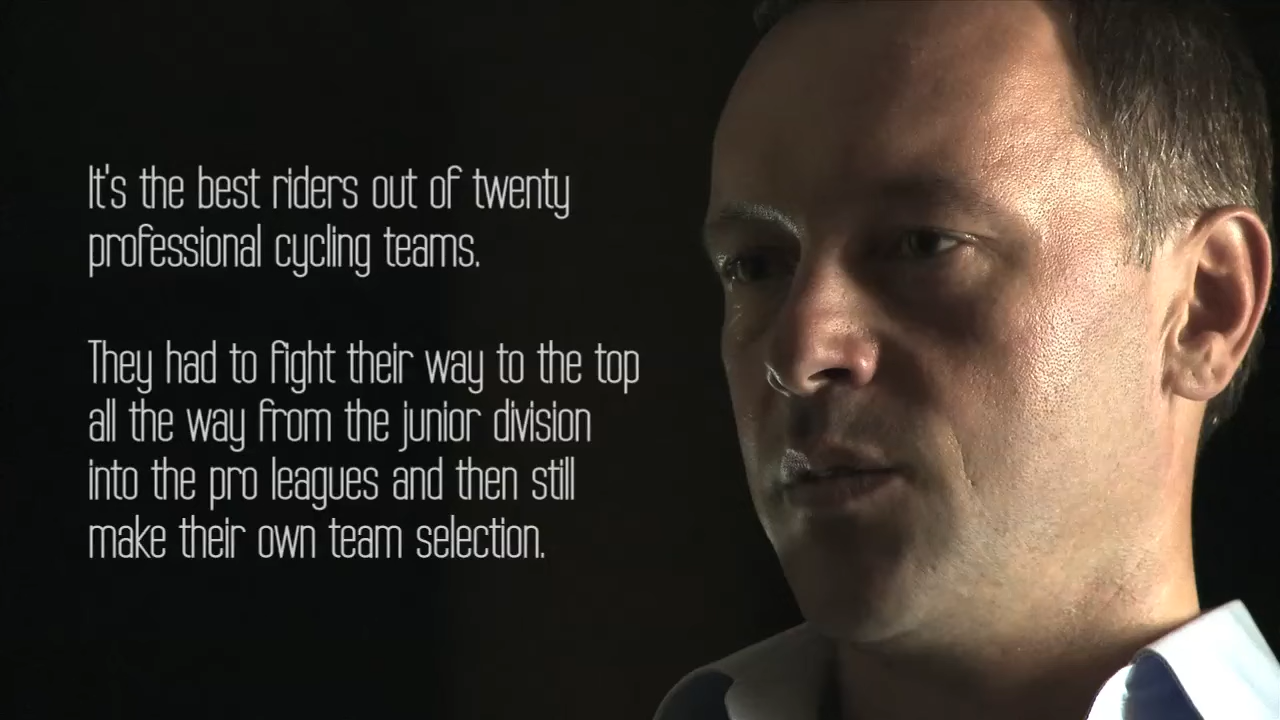 It's the best riders out of twenty
professional cycling teams.
They had to fight their way to the top
all the way from the junior division
into the pro leagues and then still
make their own team selection.